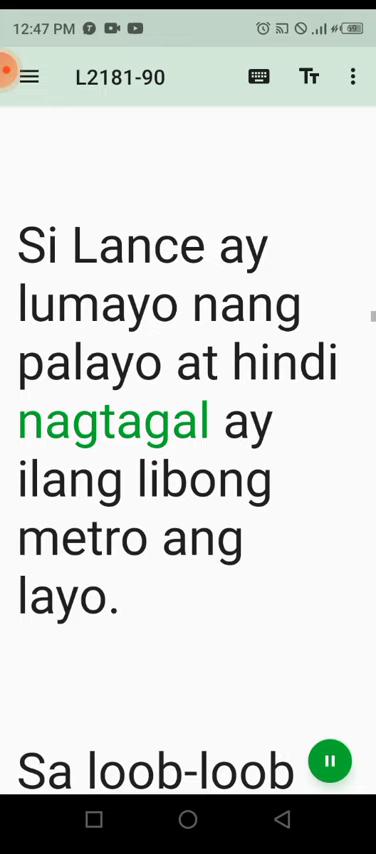 12:47 PM
L2181-90
Si Lance ay
lumayo nang
palayo at hindi
nagtagal ay
ilang libong
metro ang
layo.
Sa loob-loob